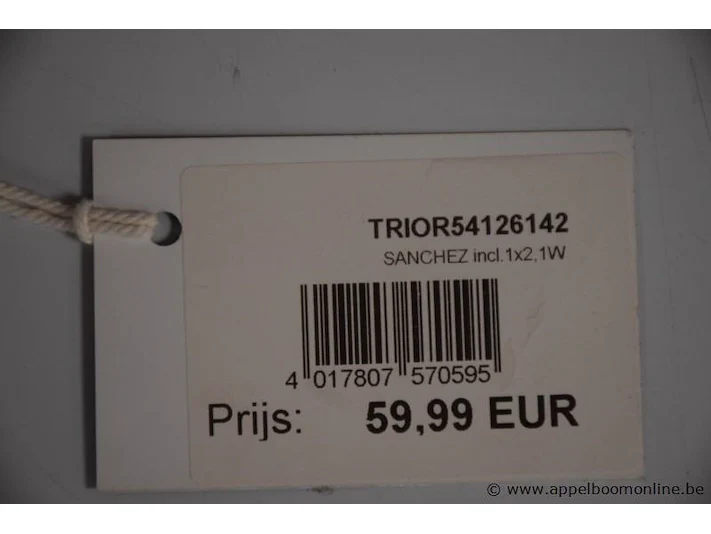 TRIOR54126142
SANCHEZ incl.1x2,1W
4 017807 570595
Prijs: 59,99 EUR
© www.appelboomonline.be